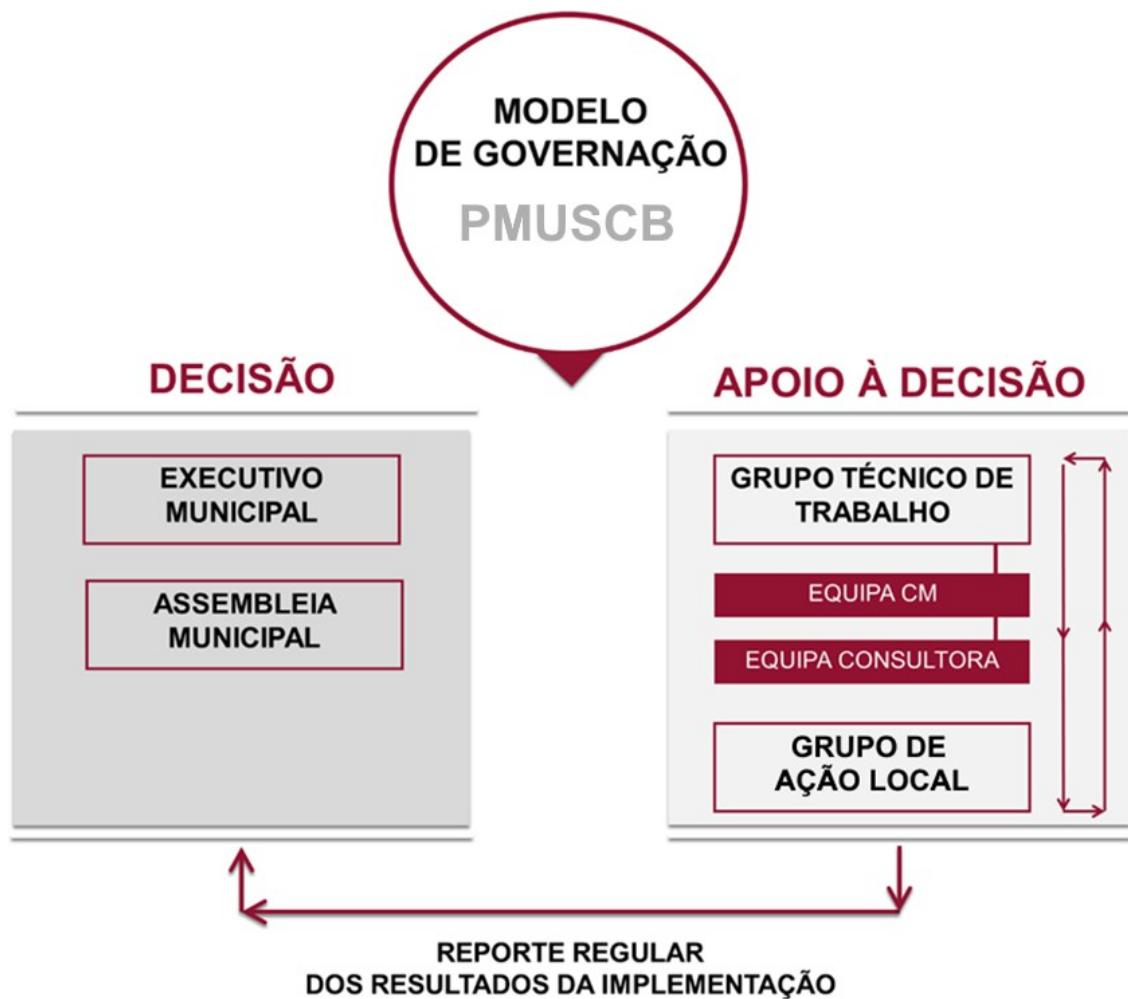 MODELO
DE GOVERNAÇÃO
PMUSCB
DECISÃO
EXECUTIVO
MUNICIPAL
ASSEMBLEIA
MUNICIPAL
APOIO À DECISÃO
GRUPO TÉCNICO DE
TRABALHO
EQUIPA CM
EQUIPA CONSULTORA
GRUPO DE
AÇÃO LOCAL
REPORTE REGULAR
DOS RESULTADOS DA IMPLEMENTAÇÃO